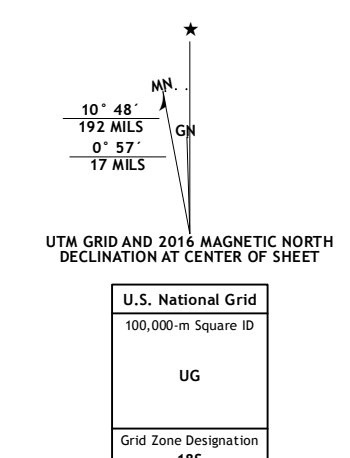 ★
MN
10° 48´
192 MILS
GN
0° 57´
17 MILS
UTM GRID AND 2016 MAGNETIC NORTH
DECLINATION AT CENTER OF SHEET
U.S. National Grid
100,000-m Square ID
UG
Grid Zone Designation
18S